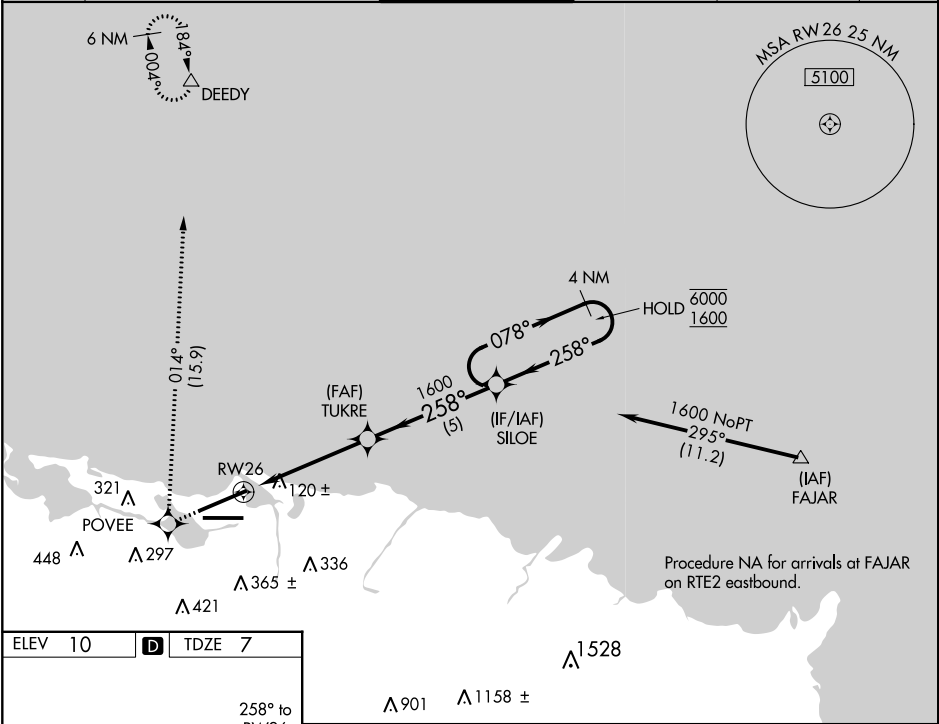 6 NM
184°
004°
DEEDY
MSA RW26 25 NM
5100
4 NM
HOLD 6000
1600
078°
258°
014°
(15.9)
1600
258°
(5)
(FAF)
TUKRE
(IF/IAF)
SILOE
1600 NoPT
295°
(11.2)
(IAF)
FAJAR
RW26
120 ±
321
POVEE
448
297
336
365 ±
421
Procedure NA for arrivals at FAJAR
on RTE2 eastbound.
ELEV 10 D TDZE 7
1528
258° to
901
1158 ±